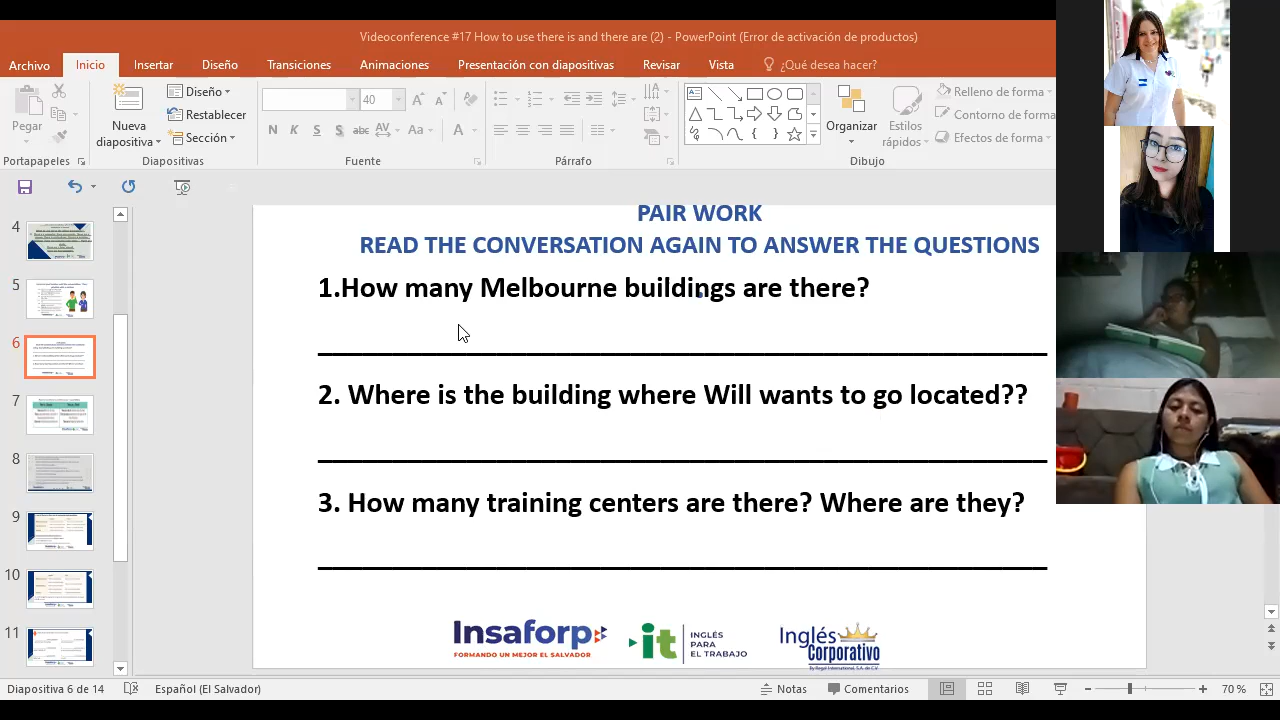 Videoconference #17 How to use there is and there are (2) - PowerPoint (Error de activación de productos)
Archivo Inicio Insertar Diseño Transiciones Animaciones Presentación con diapositivas Revisar Vista ¿Qué desea hacer?
Pegar
Portapapeles
Nueva diapositiva
Diseño
Restablecer
Sección
Diapositivas
40
N K S S abc AV Aa A
Fuente
Párrafo
Organizar
Estilos rápidos
Relleno de forma
Contorno de forma
Efectos de forma
Dibujo
4
5
6
7
8
9
10
11
PAIR WORK
READ THE CONVERSATION AGAIN TO ANSWER THE QUESTIONS
1.How many Melbourne buildings are there?
2. Where is the building where Will wants to go located??
3. How many training centers are there? Where are they?
Insaforp
FORMANDO UN MEJOR EL SALVADOR
it
INGLÉS
PARA
EL TRABAJO
Inglés
Corporativo
Diapositiva 6 de 14 Español (El Salvador) Notas Comentarios 70 %